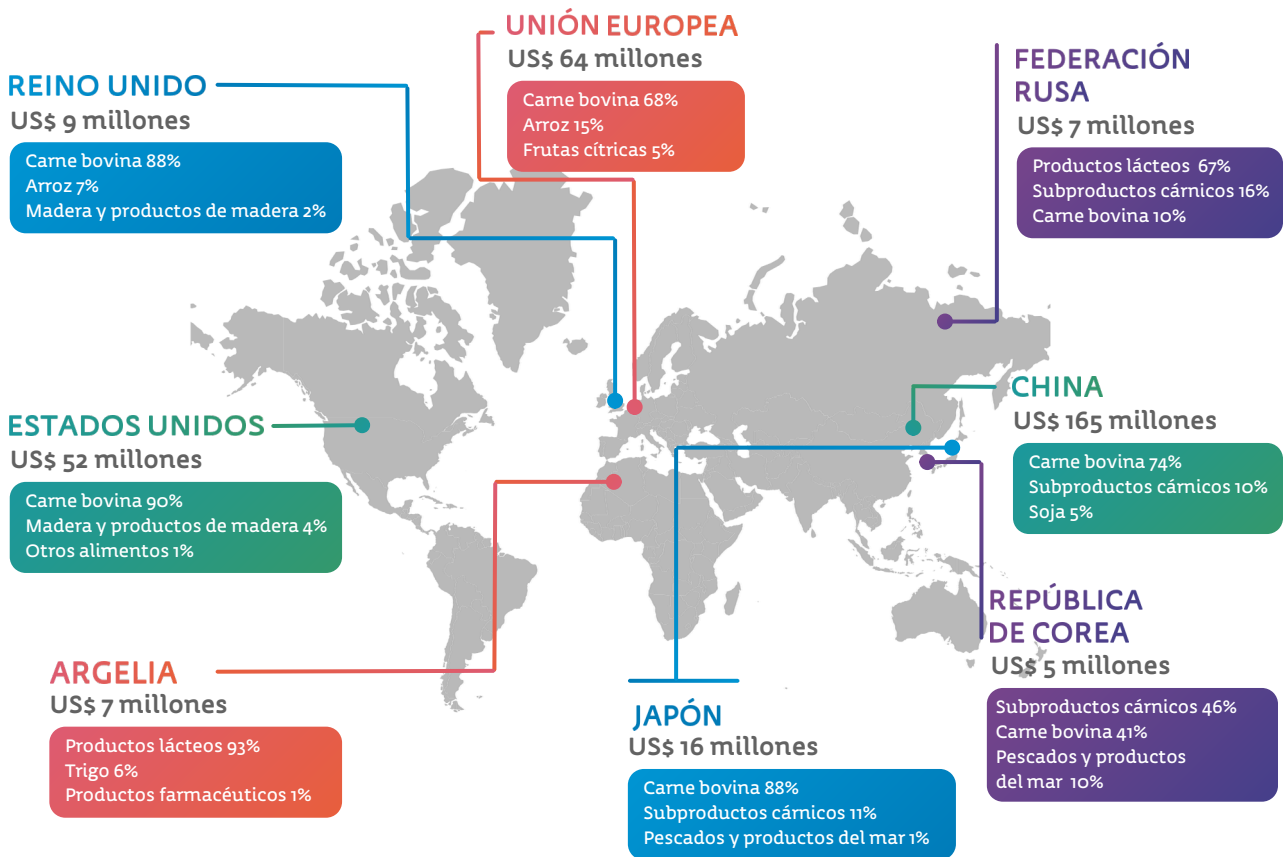 UNIÓN EUROPEA
US$ 64 millones
Carne bovina 68%
Arroz 15%
Frutas cítricas 5%
REINO UNIDO
US$ 9 millones
Carne bovina 88%
Arroz 7%
Madera y productos de madera 2%
FEDERACIÓN
RUSA
US$ 7 millones
Productos lácteos 67%
Subproductos cárnicos 16%
Carne bovina 10%
ESTADOS UNIDOS
US$ 52 millones
Carne bovina 90%
Madera y productos de madera 4%
Otros alimentos 1%
CHINA
US$ 165 millones
Carne bovina 74%
Subproductos cárnicos 10%
Soja 5%
ARGELIA
US$ 7 millones
Productos lácteos 93%
Trigo 6%
Productos farmacéuticos 1%
JAPÓN
US$ 16 millones
Carne bovina 88%
Subproductos cárnicos 11%
Pescados y productos del mar 1%
REPÚBLICA
DE COREA
US$ 5 millones
Subproductos cárnicos 46%
Carne bovina 41%
Pescados y productos
del mar 10%